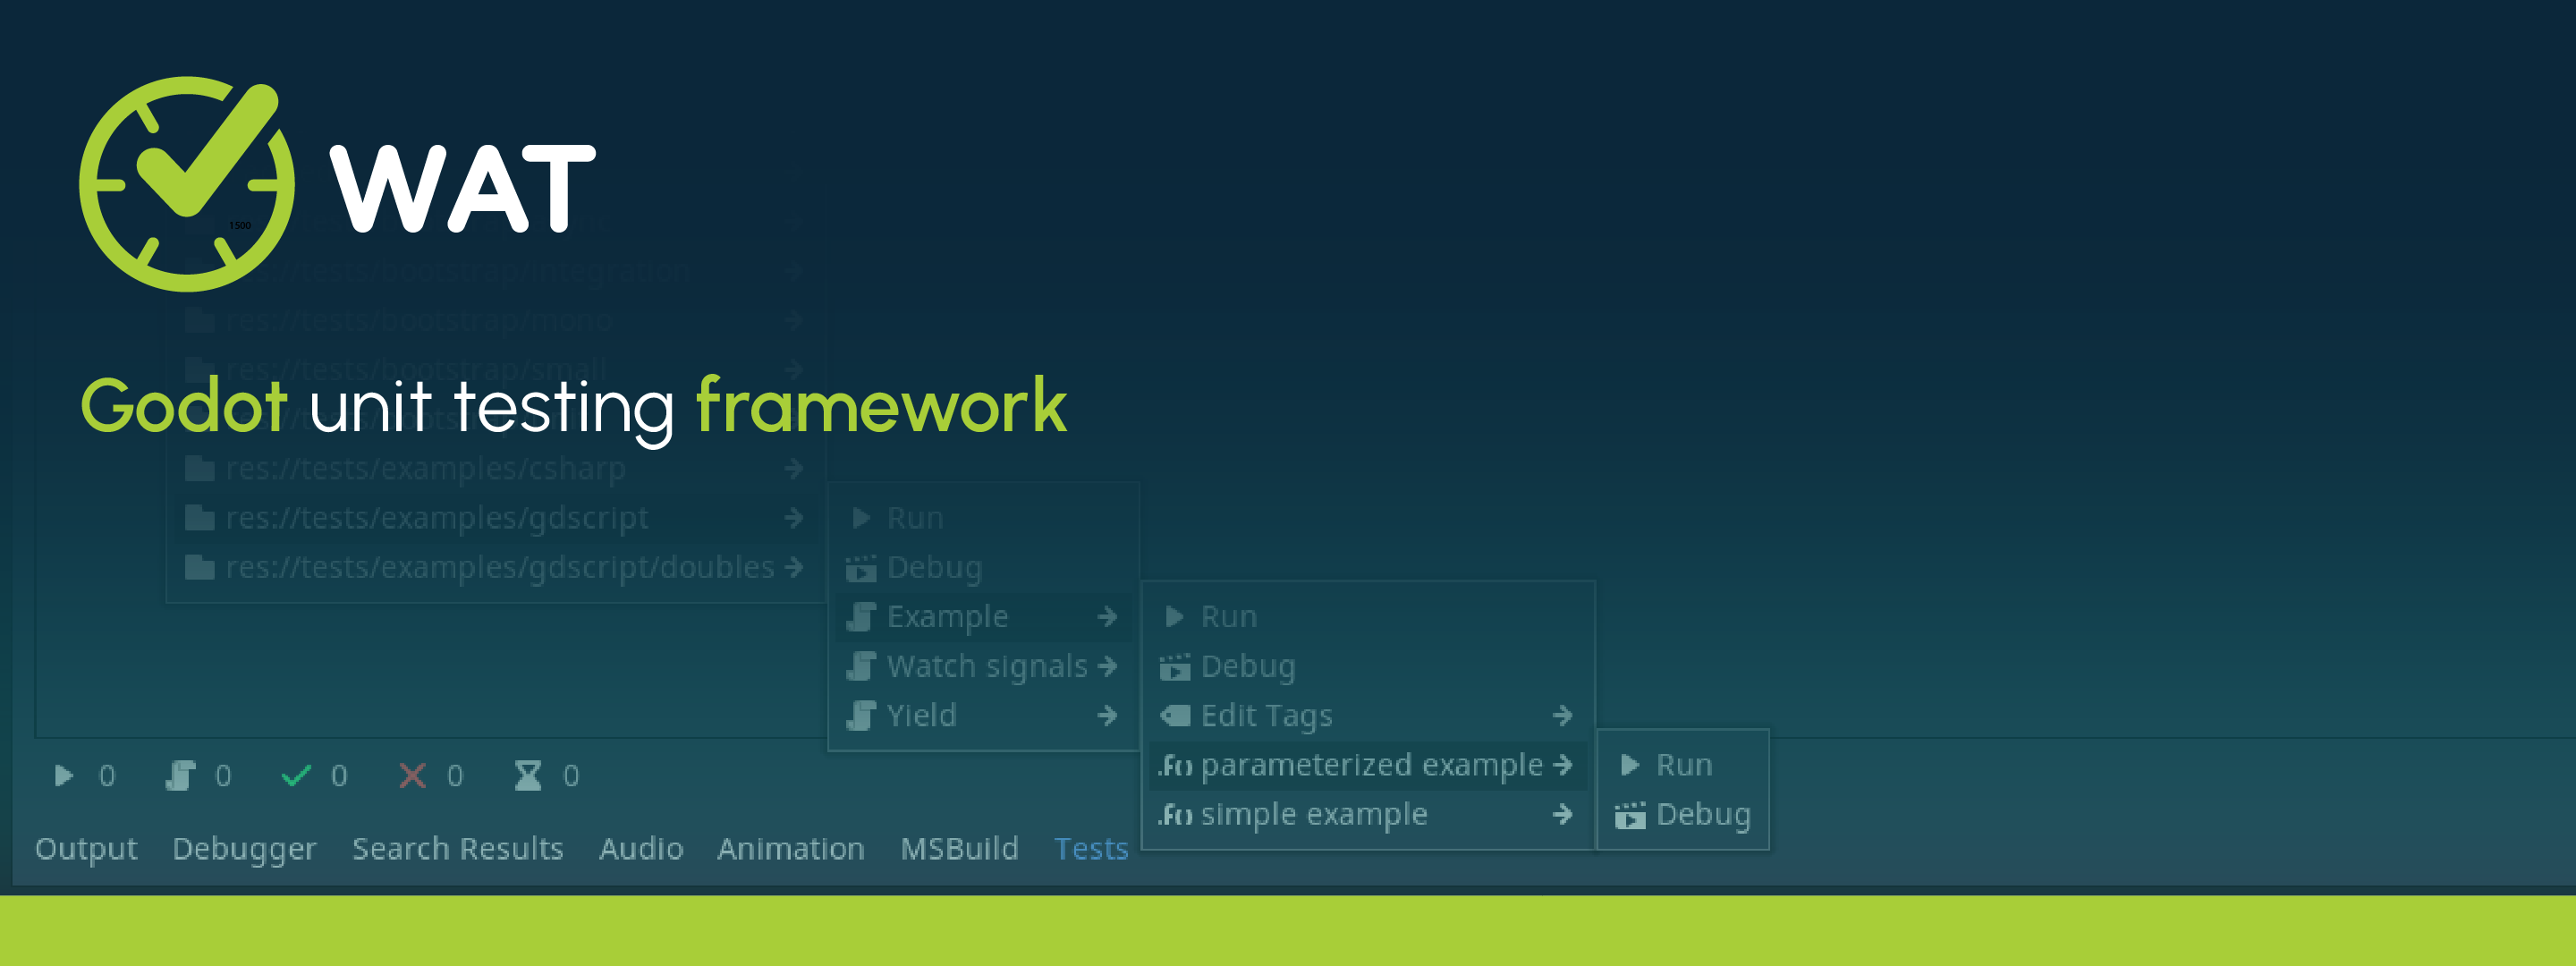 WAT
1500
res://tests/bootstrap/integration
res://tests/bootstrap/mono
res://tests/bootstrap/small
Godot unit testing framework
res://tests/examples/csharp
res://tests/examples/gdscript
res://tests/examples/gdscript/doubles
Run
Debug
Example
Watch signals
Yield
Run
Debug
Edit Tags
.f() parameterized example
.f() simple example
Run
Debug
0 0 0 0 0
Output Debugger Search Results Audio Animation MSBuild Tests